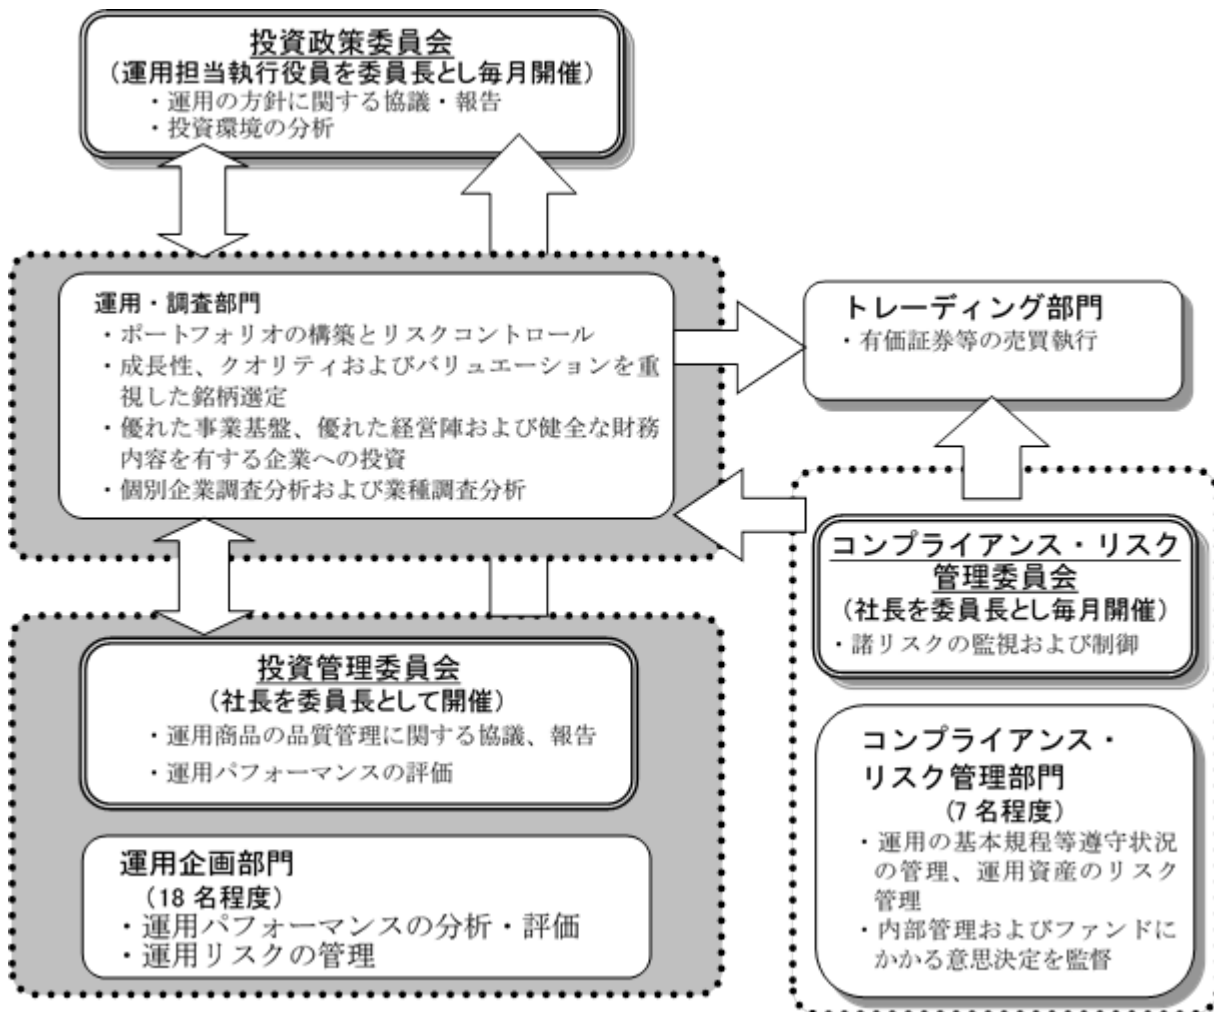 投資政策委員会
(運用担当執行役員を委員長とし毎月開催)
・運用の方針に関する協議・報告
・投資環境の分析
運用・調査部門
・ポートフォリオの構築とリスクコントロール
・成長性、クオリティおよびバリュエーションを重
視した銘柄選定
・優れた事業基盤、優れた経営陣および健全な財務
内容を有する企業への投資
・個別企業調査分析および業種調査分析
トレーディング部門
・有価証券等の売買執行
コンプライアンス・リスク
管理委員会
(社長を委員長とし毎月開催)
・諸リスクの監視および制御
投資管理委員会
(社長を委員長として開催)
・運用商品の品質管理に関する協議、報告
・運用パフォーマンスの評価
コンプライアンス・
リスク管理部門
(7 名程度)
・運用の基本規程等遵守状況
の管理、運用資産のリスク
管理
・内部管理およびファンドに
かかる意思決定を監督
運用企画部門
(18 名程度)
・運用パフォーマンスの分析・評価
・運用リスクの管理